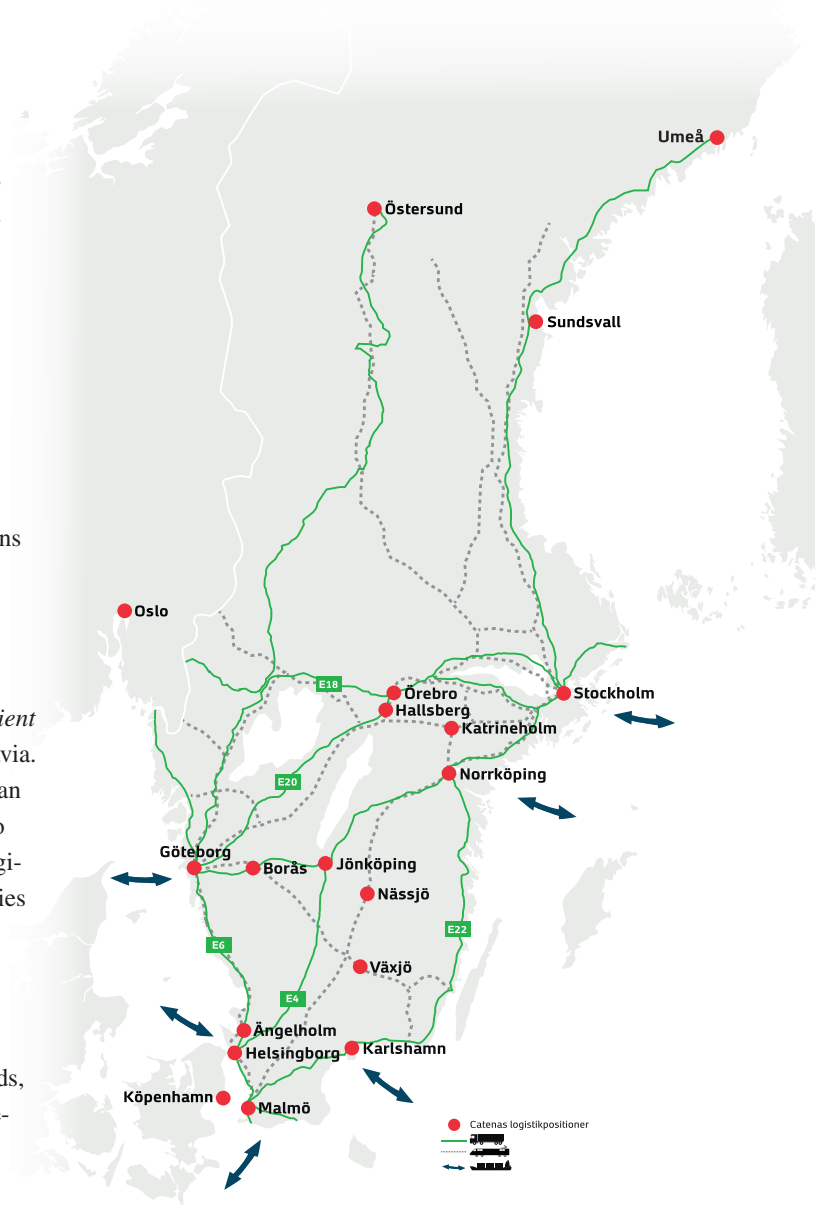 Umeå
Östersund
Sundsvall
ns
Oslo
E18
Örebro
Stockholm
Hallsberg
ient
Katrineholm
via.
Norrköping
E20
an
Göteborg
Jönköping
Borås
gi-
Nässjö
ies
E22
E6
Växjö
E4
Ängelholm
Karlshamn
Helsingborg
ds,
Köpenhamn
Malmö
Catenas logistikpositioner